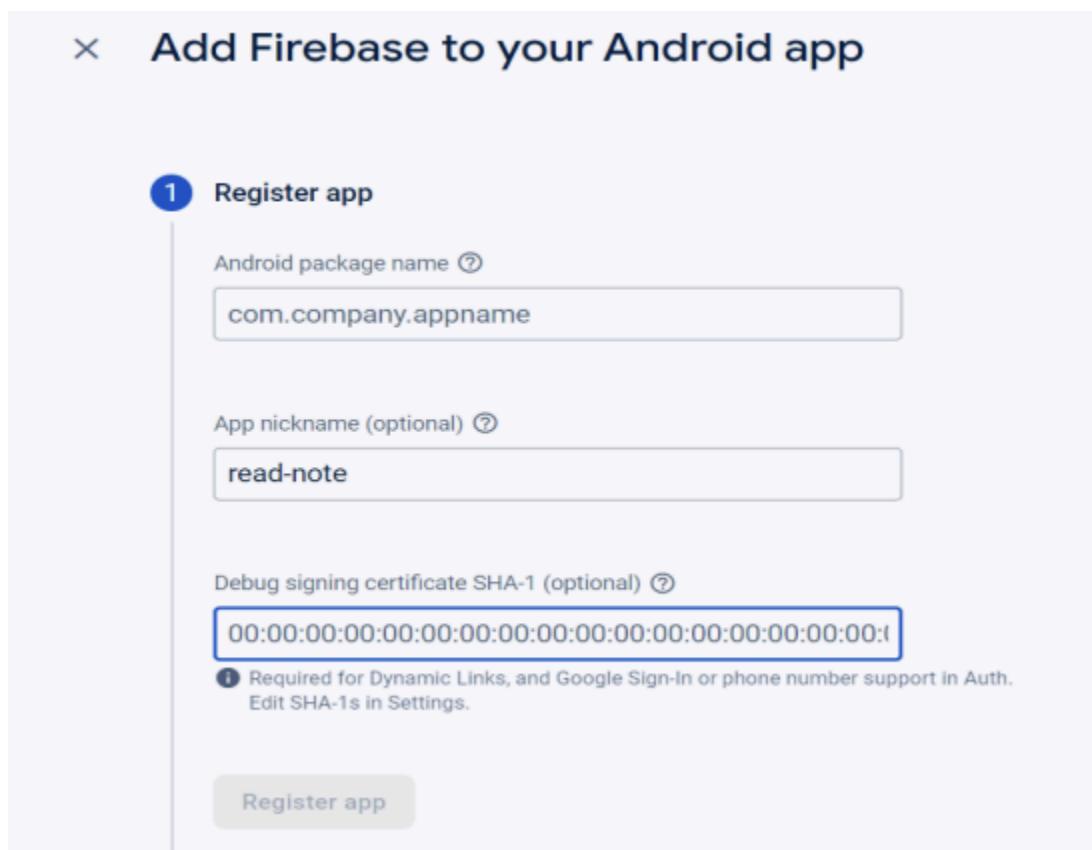 Add Firebase to your Android app
1 Register app
Android package name
com.company.appname
App nickname (optional)
read-note
Debug signing certificate SHA-1 (optional)
00:00:00:00:00:00:00:00:00:00:00:00:00:00:00:00:00:
Required for Dynamic Links, and Google Sign-In or phone number support in Auth.
Edit SHA-1s in Settings.
Register app